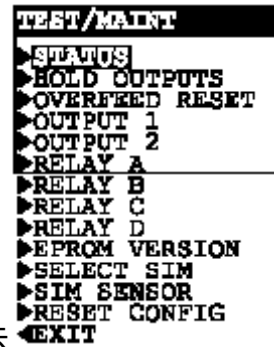 TEST/MAINT
STATUS
HOLD OUTPUTS
OVERFEED RESET
OUTPUT 1
OUTPUT 2
RELAY A
RELAY B
RELAY C
RELAY D
EPROM VERSION
SELECT SIM
SIM SENSOR
RESET CONFIG
EXIT